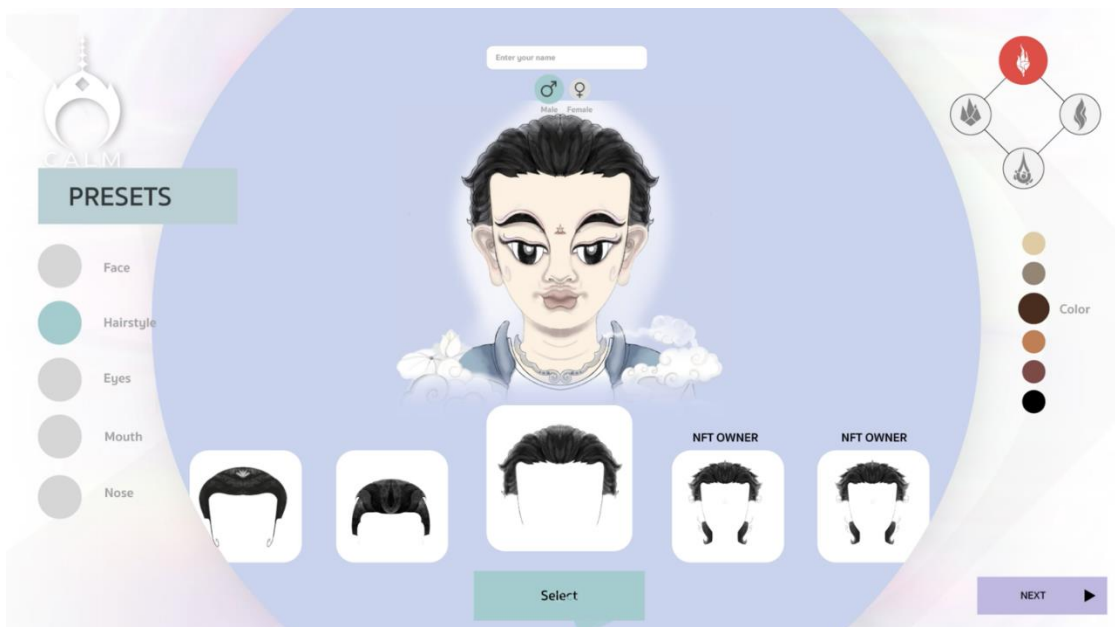 Enter your name
Male Female
CALM
PRESETS
Face
Hairstyle
Eyes
Mouth
Nose
Color
NFT OWNER
NFT OWNER
Select
NEXT